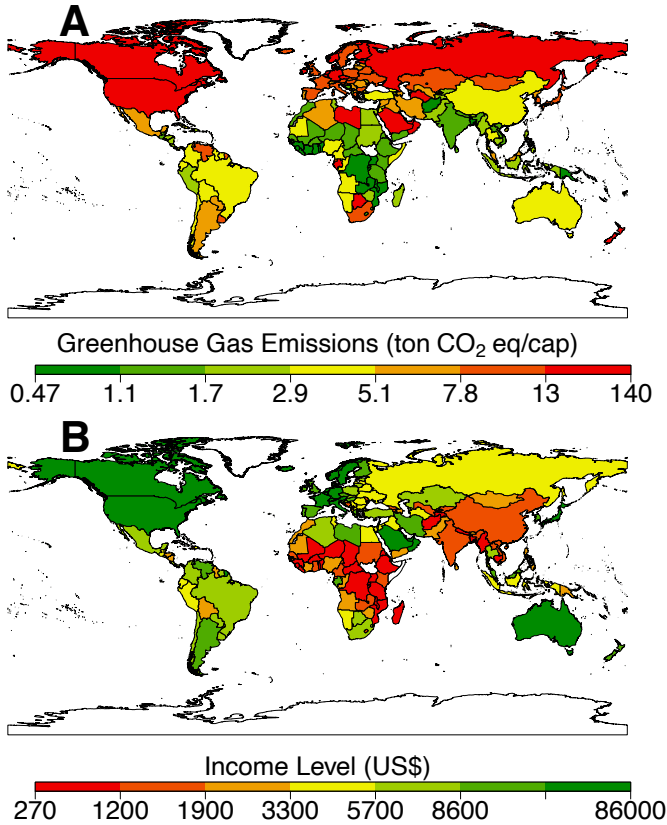 A
Greenhouse Gas Emissions (ton CO₂ eq/cap)
0.47 1.1 1.7 2.9 5.1 7.8 13 140
B
Income Level (US$)
270 1200 1900 3300 5700 8600 86000